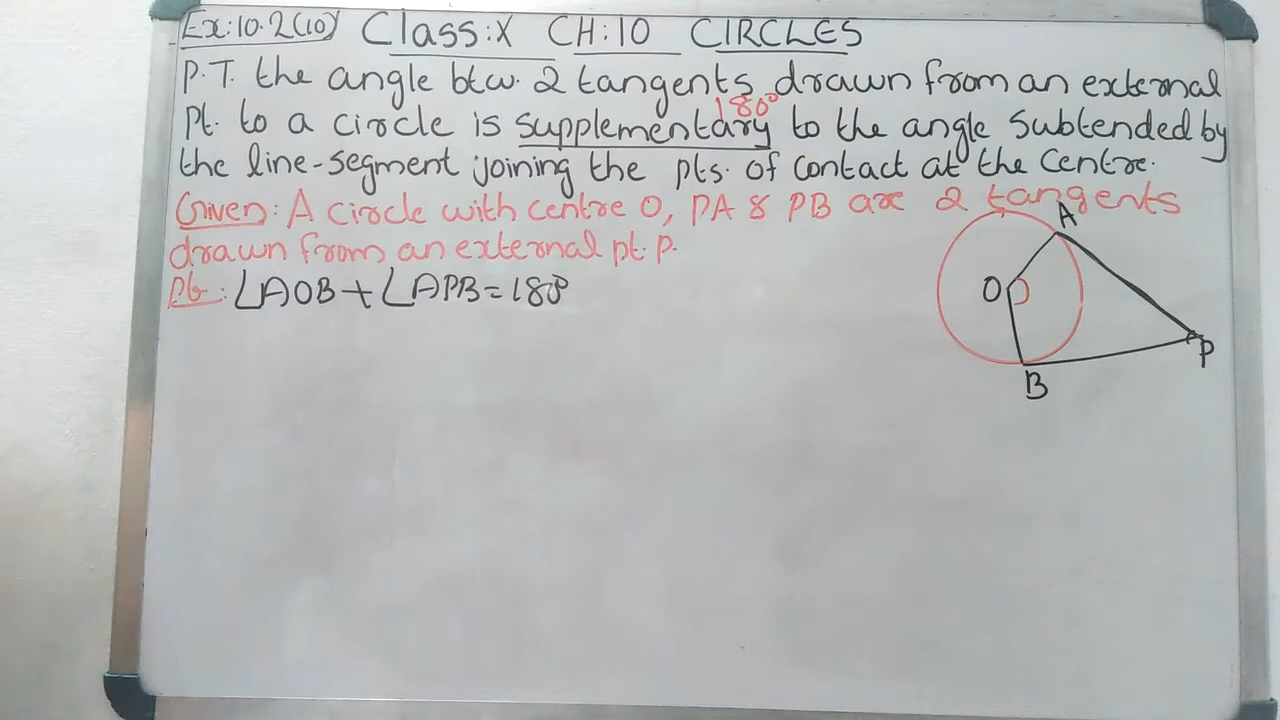 Ex:10.2(10) Class:X CH:10 CIRCLES
P.T. the angle btw. 2 tangents drawn from an external
180°
Pt. to a circle is supplementary to the angle subtended by
the line-segment joining the pts. of contact at the centre.
Given: A circle with centre O, PA & PB are 2 tangents
drawn from an external pt. P.
A
O
P
B
∠AOB + ∠APB = 180°